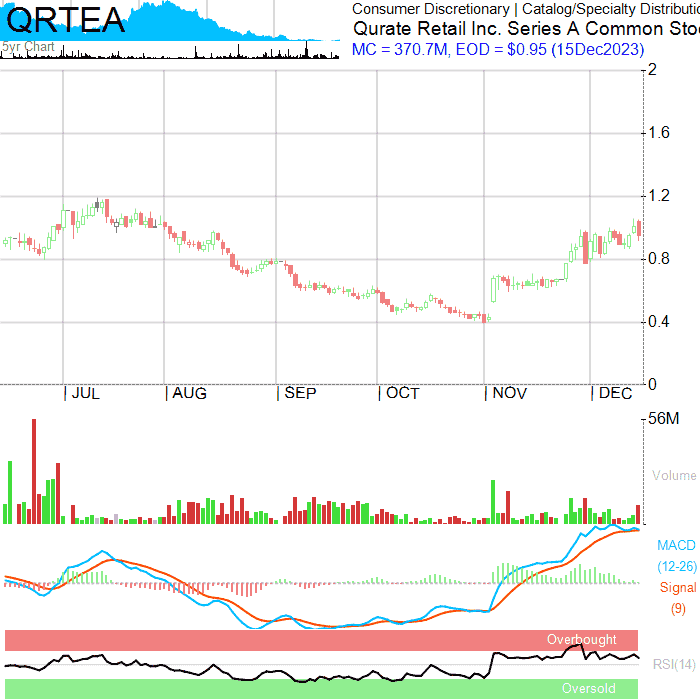 QRTEA
5yr Chart
Consumer Discretionary | Catalog/Specialty Distributio
Qurate Retail Inc. Series A Common Sto
MC = 370.7M, EOD = $0.95 (15Dec2023)
2
1.6
1.2
0.8
0.4
0
JUL AUG SEP OCT NOV DEC
56M
Volume
MACD
(12-26)
Signal
(9)
Overbought
RSI(14)
Oversold